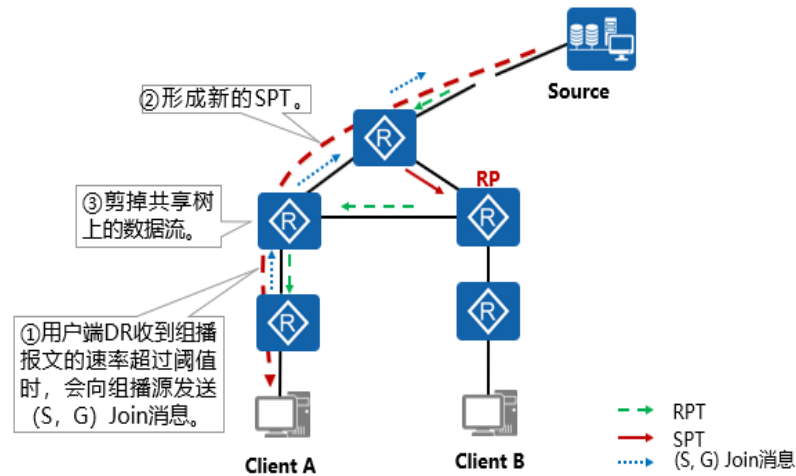 Source
②形成新的SPT。
R
RP
③剪掉共享树
上的数据流。
R
R
①用户端DR收到组播
报文的速率超过阈值
时，会向组播源发送
（S，G）Join消息。
R
R
RPT
SPT
(S, G) Join消息
Client A
Client B